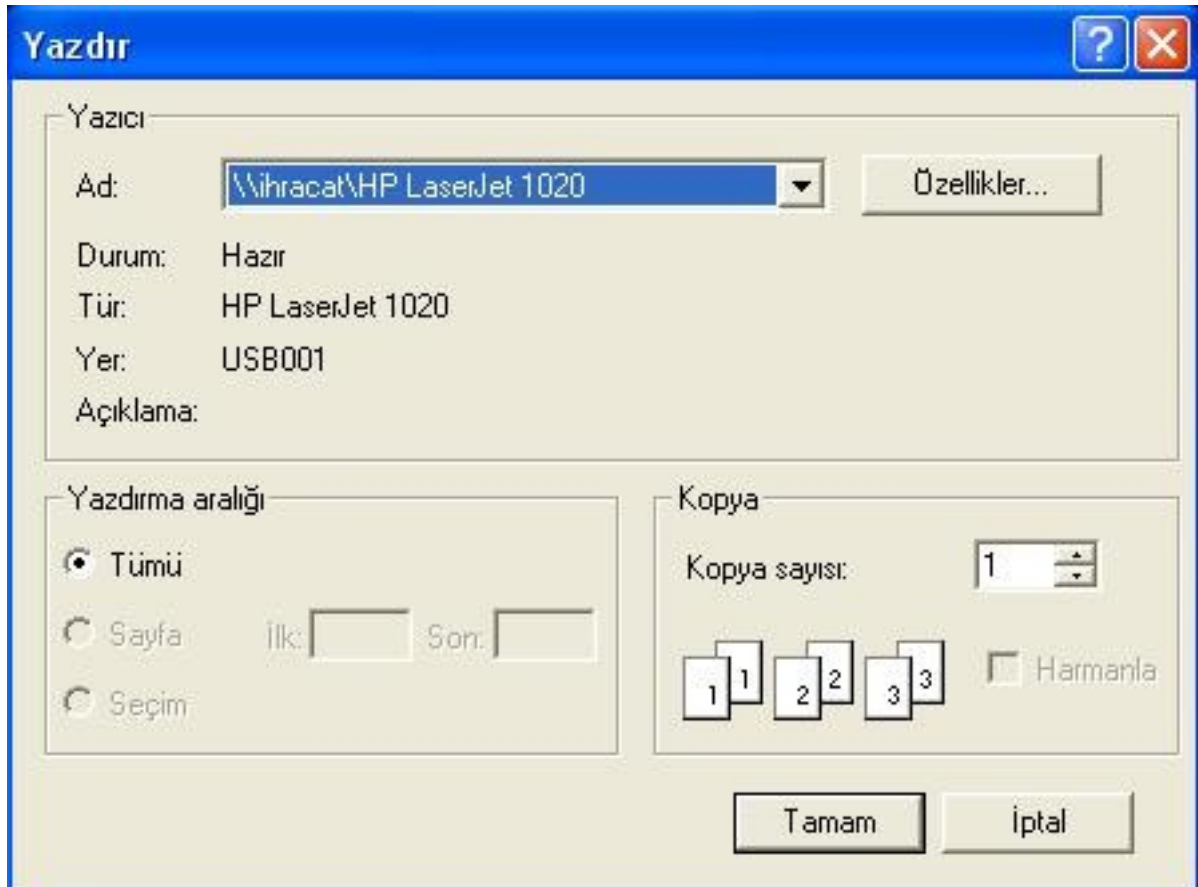 Yazdır
Yazıcı
Ad: \\ihracat\HP LaserJet 1020 Özellikler...
Durum: Hazır
Tür: HP LaserJet 1020
Yer: USB001
Açıklama:
Yazdırma aralığı
Tümü
Sayfa İlk: Son:
Seçim
Kopya
Kopya sayısı: 1
1 1 2 2 3 3 Harmanla
Tamam İptal